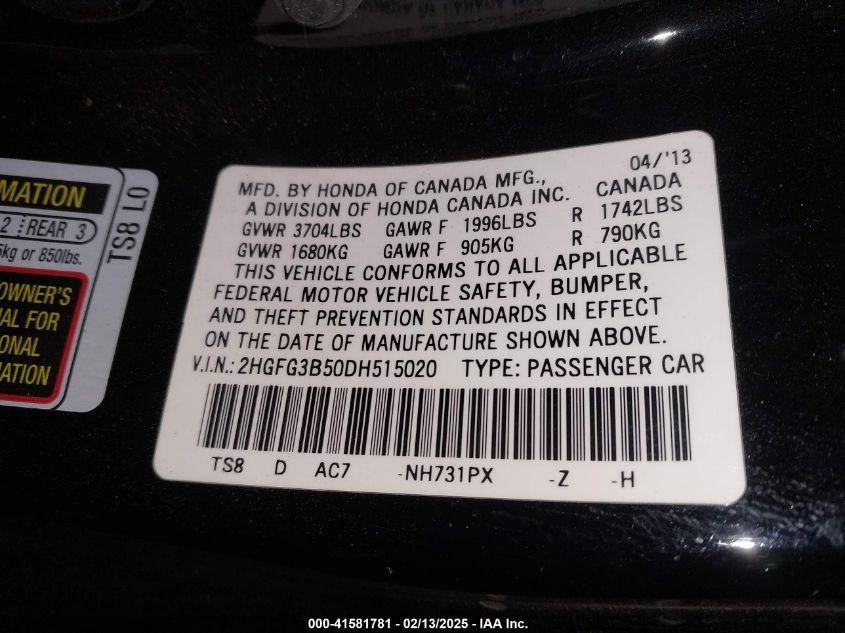 MATION
2 REAR 3
5kg or 850lbs.
TS8 L0
OWNER'S
AL FOR
ONAL
ATION
04/'13
MFD. BY HONDA OF CANADA MFG., CANADA
A DIVISION OF HONDA CANADA INC.
GVWR 3704LBS GAWR F 1996LBS R 1742LBS
GVWR 1680KG GAWR F 905KG R 790KG
THIS VEHICLE CONFORMS TO ALL APPLICABLE
FEDERAL MOTOR VEHICLE SAFETY, BUMPER,
AND THEFT PREVENTION STANDARDS IN EFFECT
ON THE DATE OF MANUFACTURE SHOWN ABOVE.
V.I.N.: 2HGFG3B50DH515020 TYPE: PASSENGER CAR
TS8 D AC7 -NH731PX -Z -H
000-41581781 - 02/13/2025 - IAA Inc.